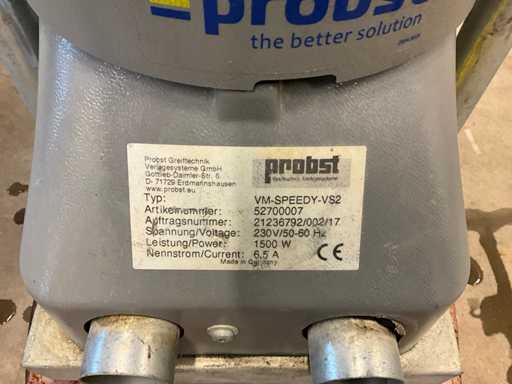 probst
the better solution
Probst Greiftechnik
Verlegesysteme GmbH
Gottlieb-Daimler-Str. 6
D- 71729 Erdmannhausen
www.probst.eu
probst
Greiftechnik Verlegesysteme
Typ: VM-SPEEDY-VS2
Artikelnummer: 52700007
Auftragsnummer: 21236792/002/17
Spannung/Voltage: 230V/50-60 Hz
Leistung/Power: 1500 W
Nennstrom/Current: 6,5 A
Made in Germany
CE